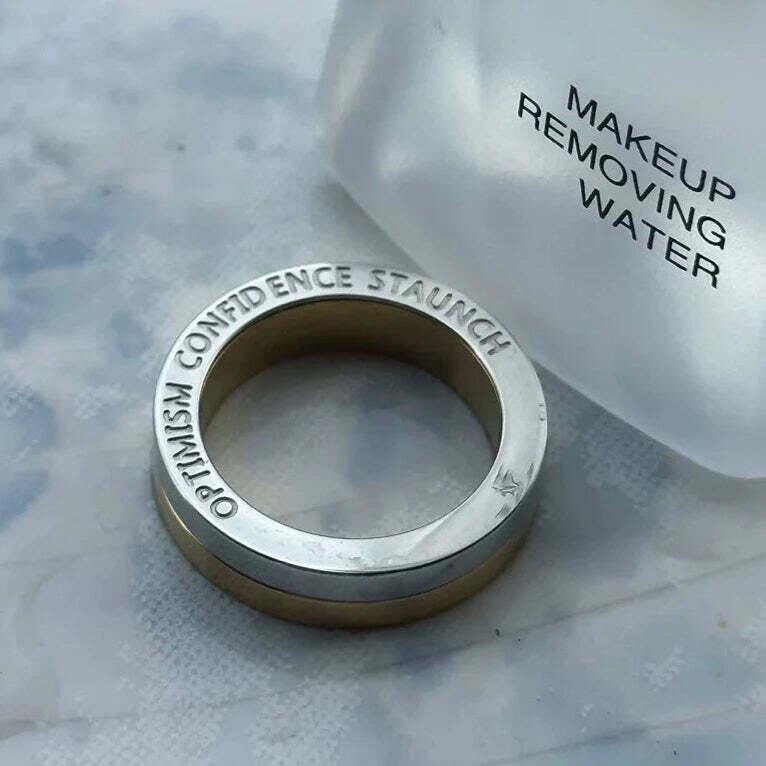 MAKEUP
REMOVING
WATER
OPTIMISM CONFIDENCE STAUNCH